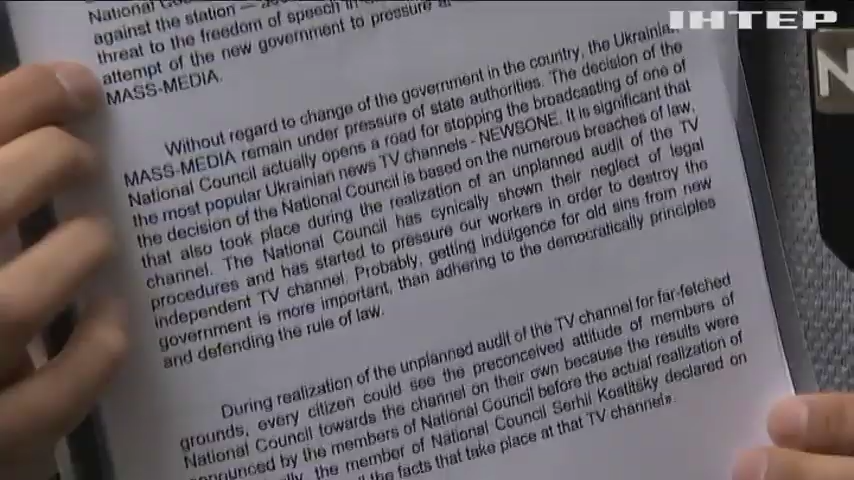 ІНТЕР
N
National
against the station —
threat to the freedom of speech in
attempt of the new government to pressure
MASS-MEDIA.
Without regard to change of the government in the country, the Ukrainian
MASS-MEDIA remain under pressure of state authorities. The decision of the
National Council actually opens a road for stopping the broadcasting of one of
the most popular Ukrainian news TV channels - NEWSONE. It is significant that
the decision of the National Council is based on the numerous breaches of law,
that also took place during the realization of an unplanned audit of the TV
channel. The National Council has cynically shown their neglect of legal
procedures and has started to pressure our workers in order to destroy the
independent TV channel. Probably, getting indulgence for old sins from new
government is more important, than adhering to the democratically principles
and defending the rule of law.
During realization of the unplanned audit of the TV channel for far-fetched
grounds, every citizen could see the preconceived attitude of members of
National Council towards the channel on their own because the results were
announced by the members of National Council before the actual realization of
the member of National Council Serhii Kostitsky declared on
the facts that take place at that TV channel».